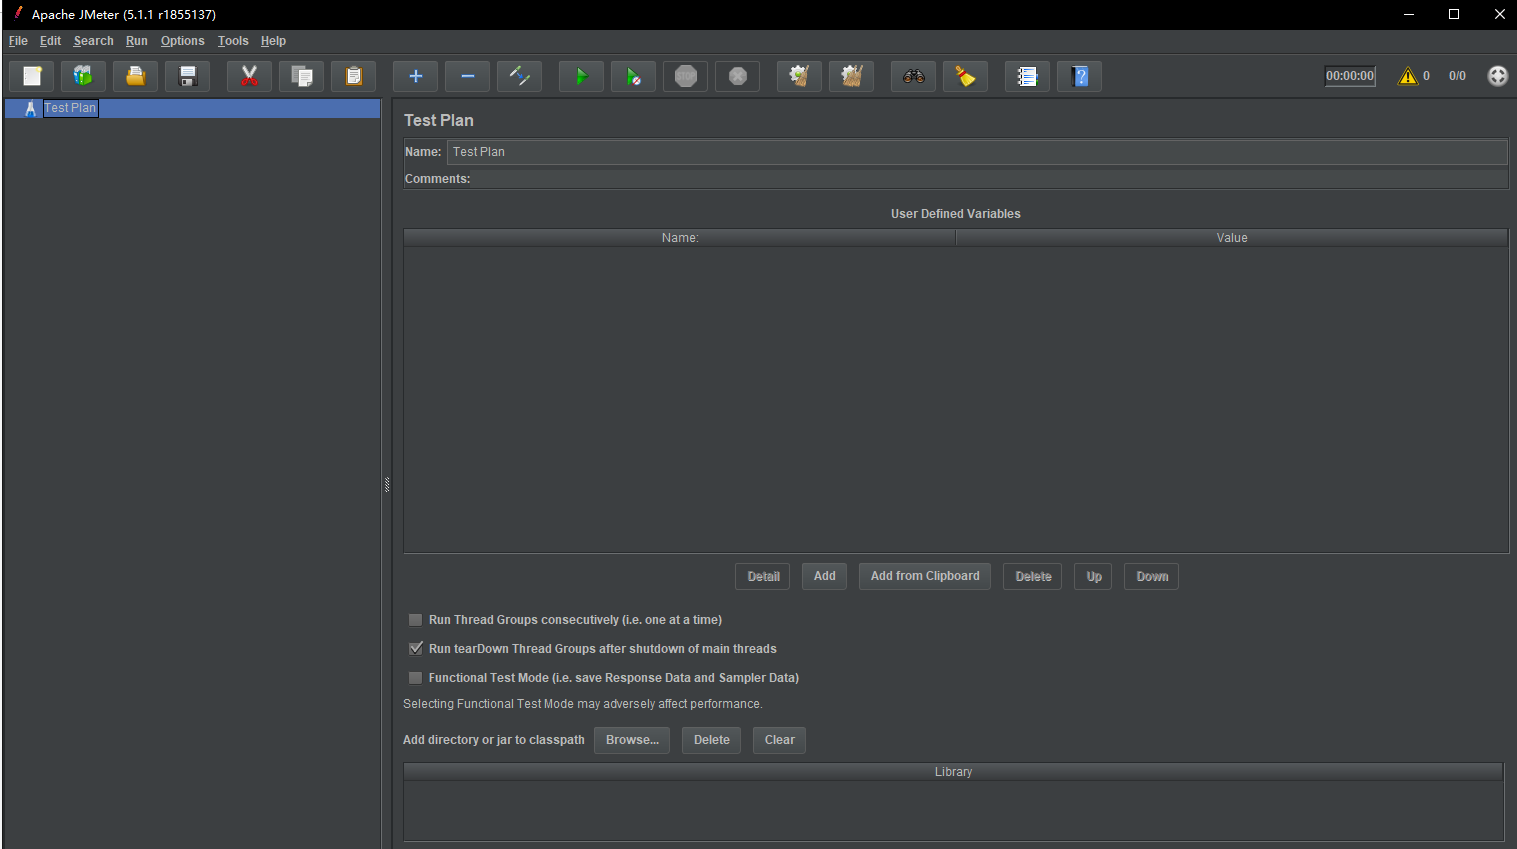 Apache JMeter (5.1.1 r1855137)
File Edit Search Run Options Tools Help
STOP
00:00:00 0 0/0
Test Plan
Test Plan
Name: Test Plan
Comments:
User Defined Variables
Name: Value
Detail Add Add from Clipboard Delete Up Down
Run Thread Groups consecutively (i.e. one at a time)
Run tearDown Thread Groups after shutdown of main threads
Functional Test Mode (i.e. save Response Data and Sampler Data)
Selecting Functional Test Mode may adversely affect performance.
Add directory or jar to classpath Browse... Delete Clear
Library